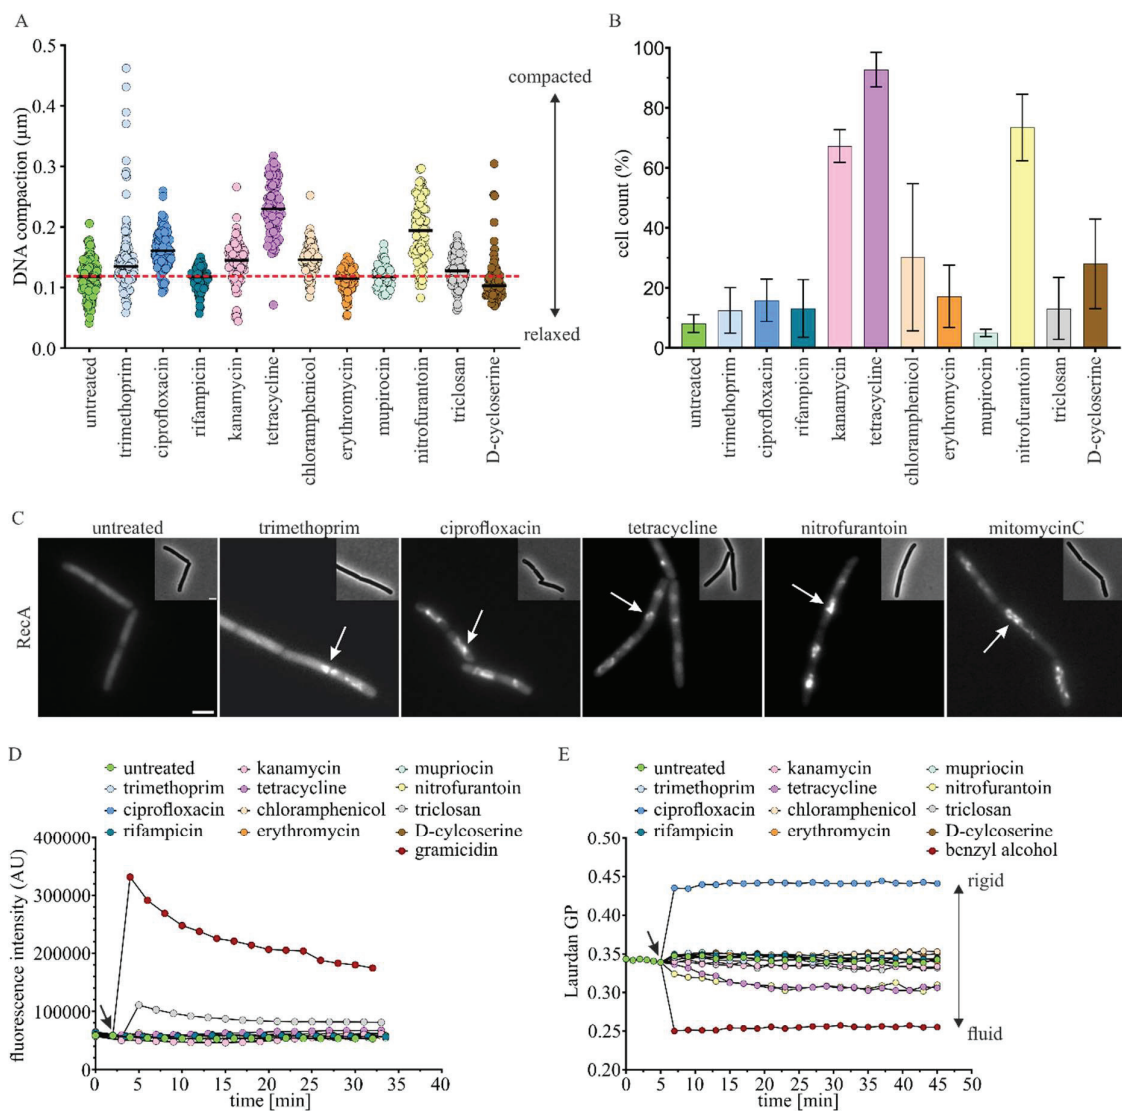 A
DNA compaction (µm)
0.5
0.4
0.3
0.2
0.1
0.0
compacted
relaxed
untreated
trimethoprim
ciprofloxacin
rifampicin
kanamycin
tetracycline
chloramphenicol
erythromycin
mupirocin
nitrofurantoin
triclosan
D-cycloserine
B
cell count (%)
100
80
60
40
20
0
untreated
trimethoprim
ciprofloxacin
rifampicin
kanamycin
tetracycline
chloramphenicol
erythromycin
mupirocin
nitrofurantoin
triclosan
D-cycloserine
C
untreated trimethoprim ciprofloxacin tetracycline nitrofurantoin mitomycinC
RecA
D
untreated kanamycin mupriocin
trimethoprim tetracycline nitrofurantoin
ciprofloxacin chloramphenicol triclosan
rifampicin erythromycin D-cylcoserine
gramicidin
fluorescence intensity (AU)
400000
300000
200000
100000
0
0 5 10 15 20 25 30 35 40
time [min]
E
untreated kanamycin mupriocin
trimethoprim tetracycline nitrofurantoin
ciprofloxacin chloramphenicol triclosan
rifampicin erythromycin D-cylcoserine
benzyl alcohol
Laurdan GP
0.50
0.45
0.40
0.35
0.30
0.25
0.20
rigid
fluid
0 5 10 15 20 25 30 35 40 45 50
time [min]